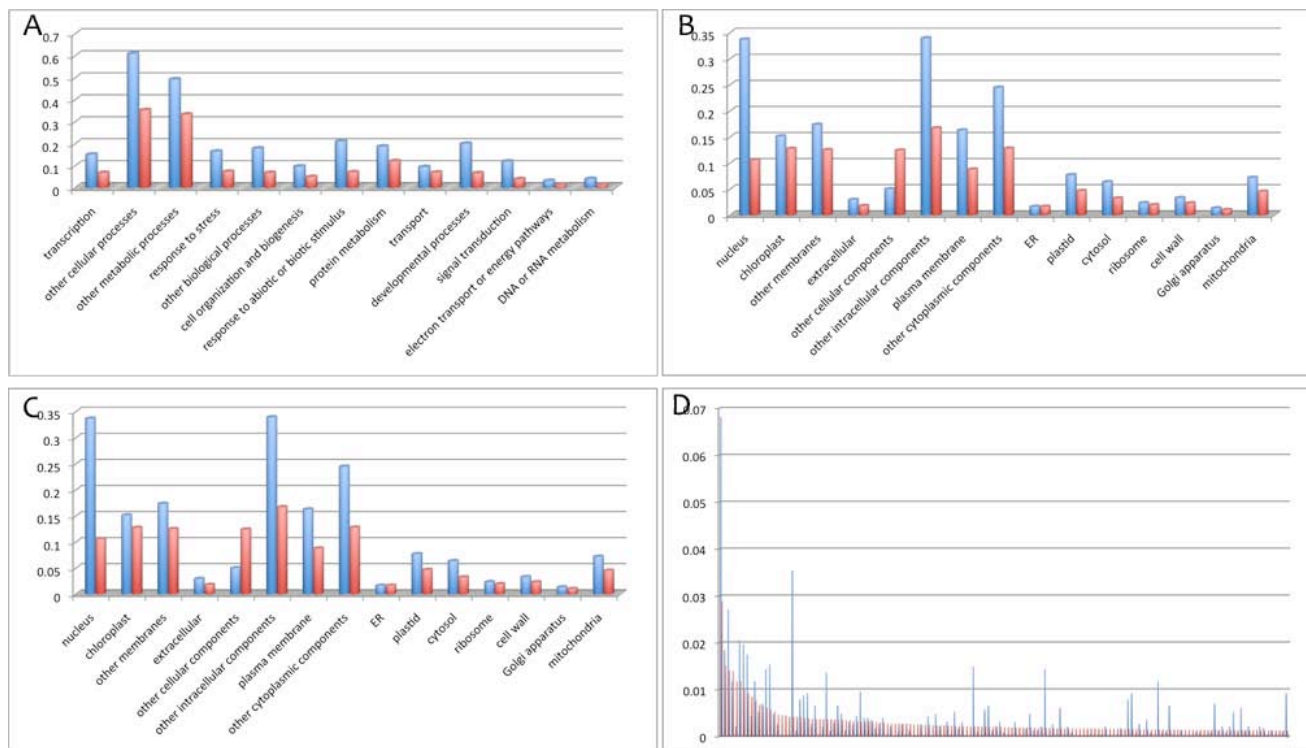 A
0.7
0.6
0.5
0.4
0.3
0.2
0.1
0
transcription
other cellular processes
other metabolic processes
response to stress
other biological processes
cell organization and biogenesis
response to abiotic or biotic stimulus
protein metabolism
transport
developmental processes
signal transduction
electron transport or energy pathways
DNA or RNA metabolism
B
0.35
0.3
0.25
0.2
0.15
0.1
0.05
0
nucleus
chloroplast
other membranes
extracellular
other cellular components
other intracellular components
plasma membrane
other cytoplasmic components
ER
plastid
cytosol
ribosome
cell wall
Golgi apparatus
mitochondria
C
0.35
0.3
0.25
0.2
0.15
0.1
0.05
0
nucleus
chloroplast
other membranes
extracellular
other cellular components
other intracellular components
plasma membrane
other cytoplasmic components
ER
plastid
cytosol
ribosome
cell wall
Golgi apparatus
mitochondria
D
0.07
0.06
0.05
0.04
0.03
0.02
0.01
0